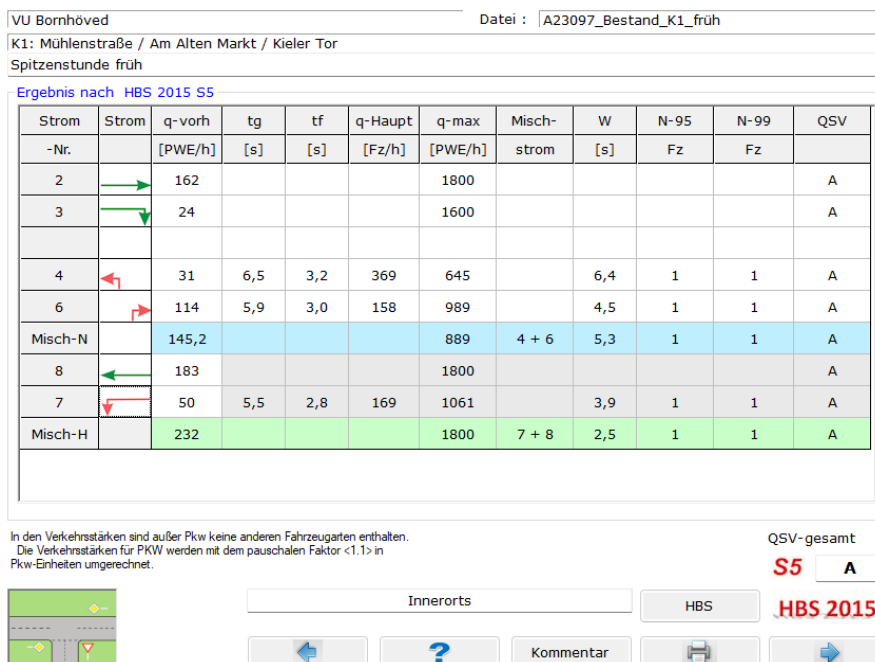 VU Bornhöved Datei : A23097_Bestand_K1_früh
K1: Mühlenstraße / Am Alten Markt / Kieler Tor
Spitzenstunde früh
Ergebnis nach HBS 2015 S5
Strom Strom q-vorh tg tf q-Haupt q-max Misch- W N-95 N-99 QSV
-Nr. [PWE/h] [s] [s] [Fz/h] [PWE/h] strom [s] Fz Fz
2 162 1800 A
3 24 1600 A
4 31 6,5 3,2 369 645 6,4 1 1 A
6 114 5,9 3,0 158 989 4,5 1 1 A
Misch-N 145,2 889 4 + 6 5,3 1 1 A
8 183 1800 A
7 50 5,5 2,8 169 1061 3,9 1 1 A
Misch-H 232 1800 7 + 8 2,5 1 1 A
In den Verkehrsstärken sind außer Pkw keine anderen Fahrzeugarten enthalten.
Die Verkehrsstärken für PKW werden mit dem pauschalen Faktor <1.1> in
Pkw-Einheiten umgerechnet.
QSV-gesamt
S5 A
Innerorts HBS HBS 2015
? Kommentar